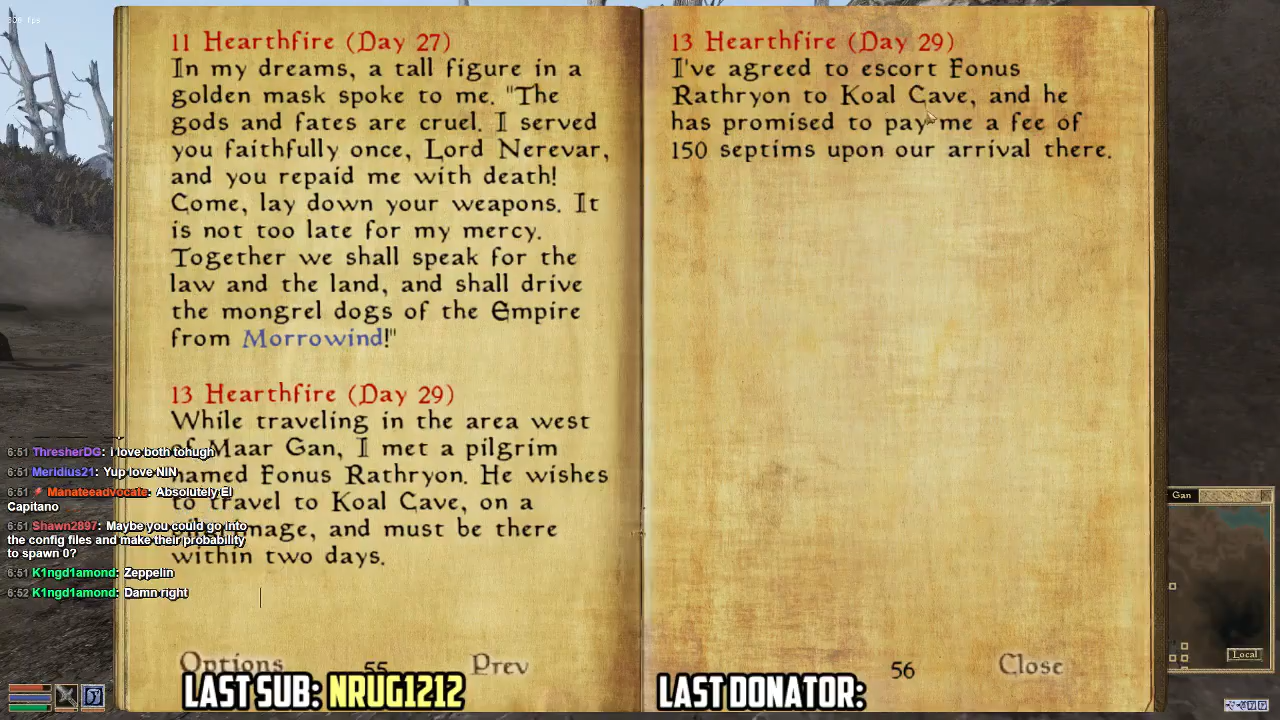 11 Hearthfire (Day 27)
In my dreams, a tall figure in a
golden mask spoke to me. "The
gods and fates are cruel. I served
you faithfully once, Lord Nerevar,
and you repaid me with death!
Come, lay down your weapons. It
is not too late for my mercy.
Together we shall speak for the
law and the land, and shall drive
the mongrel dogs of the Empire
from Morrowind!"
13 Hearthfire (Day 29)
While traveling in the area west
of Maar Gan, I met a pilgrim
named Fonus Rathryon. He wishes
to travel to Koal Cave, on a
and must be there
within two days.
Options
55
Prev
13 Hearthfire (Day 29)
I've agreed to escort Fonus
Rathryon to Koal Cave, and he
has promised to pay me a fee of
150 septims upon our arrival there.
56
Close
6:51 ThresherDG: i love both tohugh
6:51 Meridius21: Yup love NIN
6:51 Manateeadvocate: Absolutely El
Capitano
6:51 Shawn2897: Maybe you could go into
the config files and make their probability
to spawn 0?
6:51 K1ngd1amond: Zeppelin
6:52 K1ngd1amond: Damn right
LAST SUB: NRUG1212
LAST DONATOR:
Gan
Local